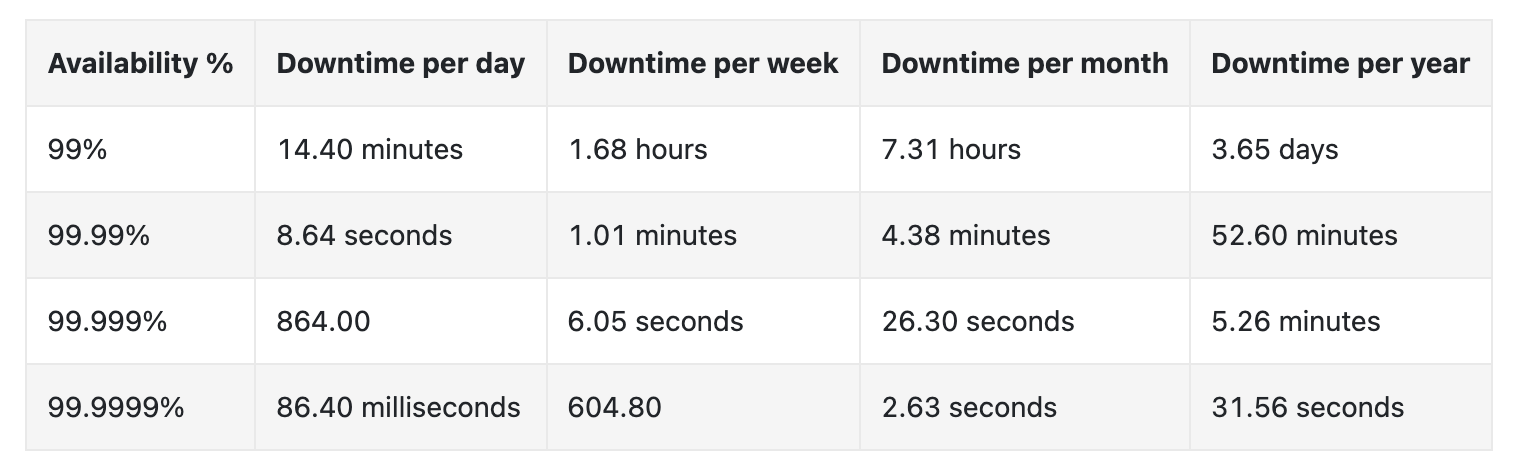 Availability % Downtime per day Downtime per week Downtime per month Downtime per year
99% 14.40 minutes 1.68 hours 7.31 hours 3.65 days
99.99% 8.64 seconds 1.01 minutes 4.38 minutes 52.60 minutes
99.999% 864.00 6.05 seconds 26.30 seconds 5.26 minutes
99.9999% 86.40 milliseconds 604.80 2.63 seconds 31.56 seconds